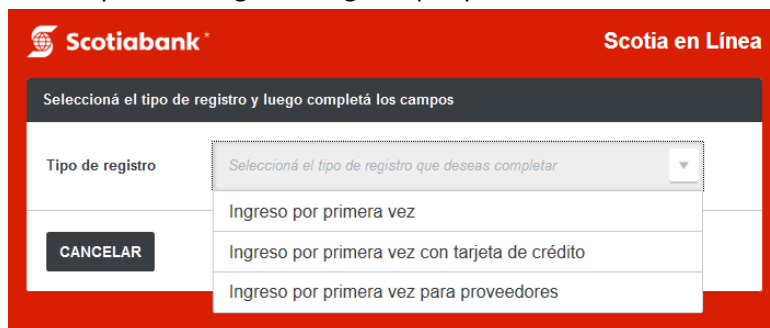 Scotiabank*
Scotia en Línea
Seleccioná el tipo de registro y luego completá los campos
Tipo de registro
Seleccioná el tipo de registro que deseas completar
Ingreso por primera vez
CANCELAR
Ingreso por primera vez con tarjeta de crédito
Ingreso por primera vez para proveedores